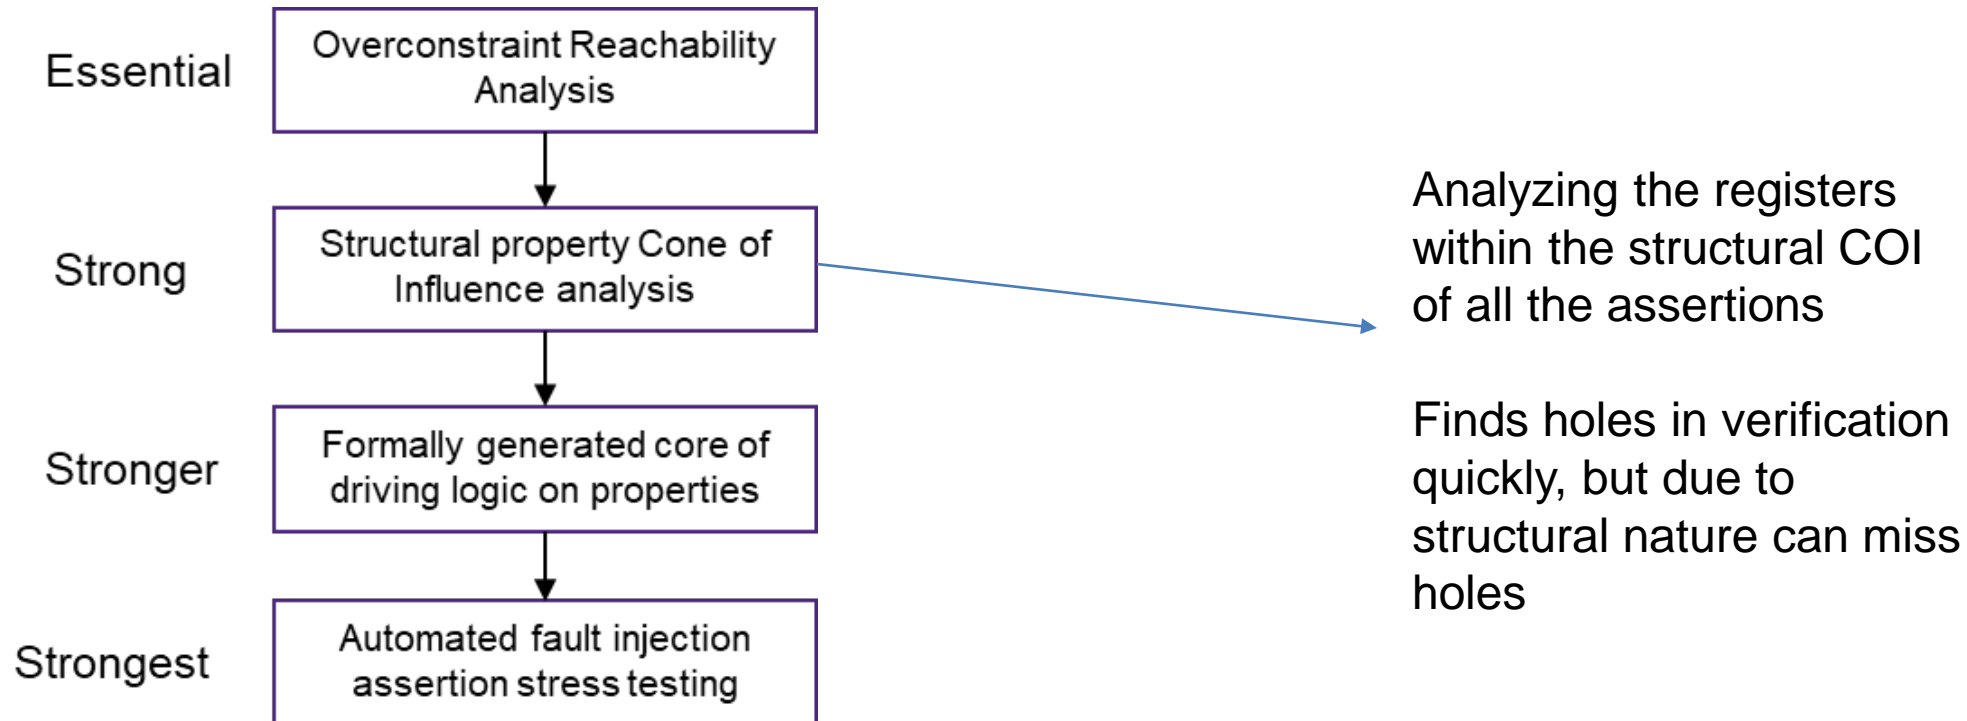 Essential
Overconstraint Reachability
Analysis
Strong
Structural property Cone of
Influence analysis
Stronger
Formally generated core of
driving logic on properties
Strongest
Automated fault injection
assertion stress testing
Analyzing the registers
within the structural COI
of all the assertions
Finds holes in verification
quickly, but due to
structural nature can miss
holes